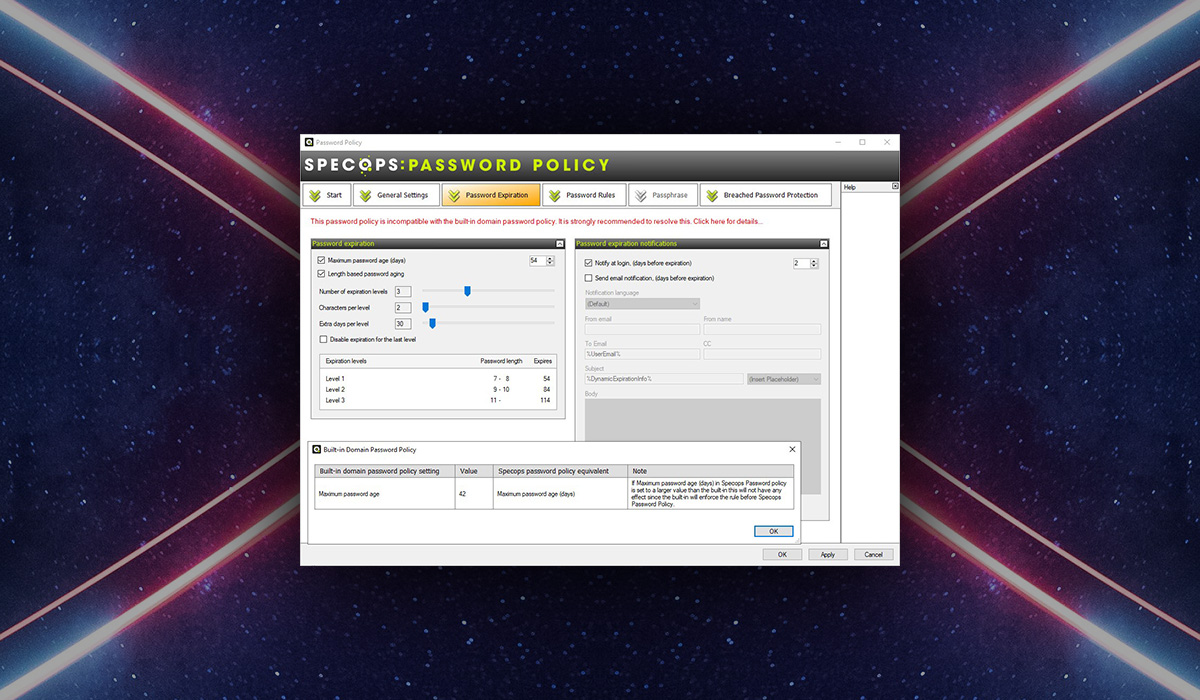 Password Policy
SPECOPS:PASSWORD POLICY
Start
General Settings
Password Expiration
Password Rules
Passphrase
Breached Password Protection
Help
This password policy is incompatible with the built-in domain password policy. It is strongly recommended to resolve this. Click here for details...
Password expiration
Maximum password age (days) 54
Length based password aging
Number of expiration levels 3
Characters per level 2
Extra days per level 30
Disable expiration for the last level
Expiration levels Password length Expires
Level 1 7 - 8 54
Level 2 9 - 10 84
Level 3 11 - 114
Password expiration notifications
Notify at login, (days before expiration) 2
Send email notification, (days before expiration)
Notification language
(Default)
From email From name
To Email CC
%UserEmail%
Subject
%DynamicExpirationInfo% (Insert Placeholder)
Body
Built-in Domain Password Policy
Built-in domain password policy setting Value Specops password policy equivalent Note
Maximum password age 42 Maximum password age (days)
If Maximum password age (days) in Specops Password policy
is set to a larger value than the built-in this will not have any
effect since the built-in will enforce the rule before Specops
Password Policy.
OK
OK Apply Cancel